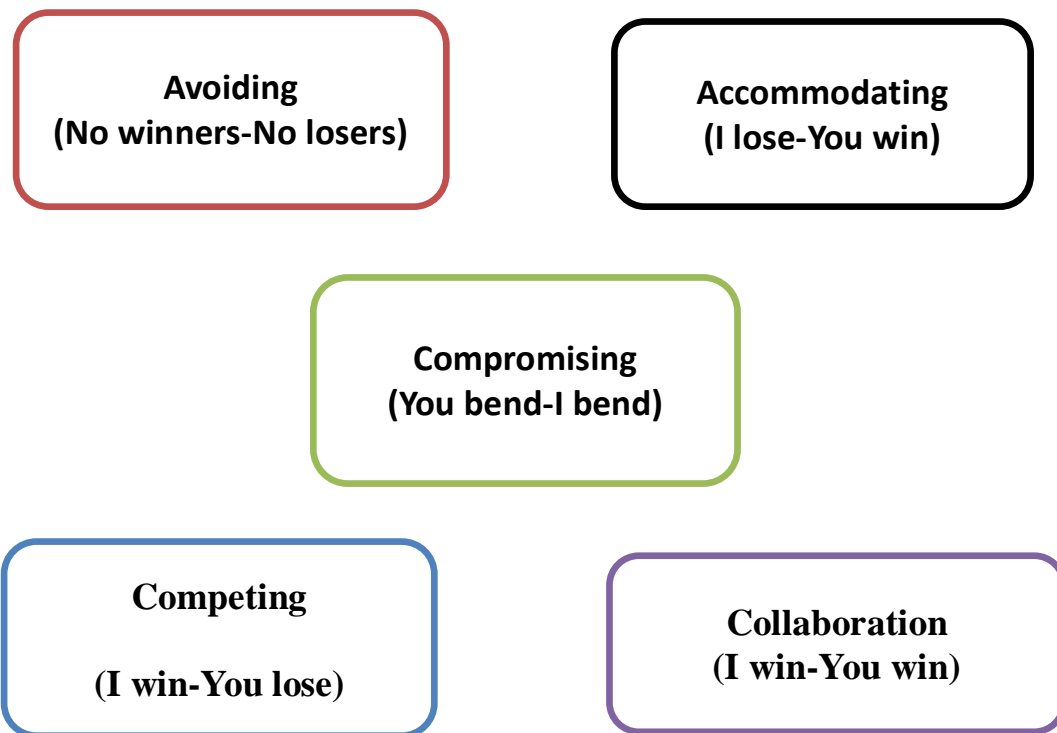 Avoiding
(No winners-No losers)
Accommodating
(I lose-You win)
Compromising
(You bend-I bend)
Competing
(I win-You lose)
Collaboration
(I win-You win)